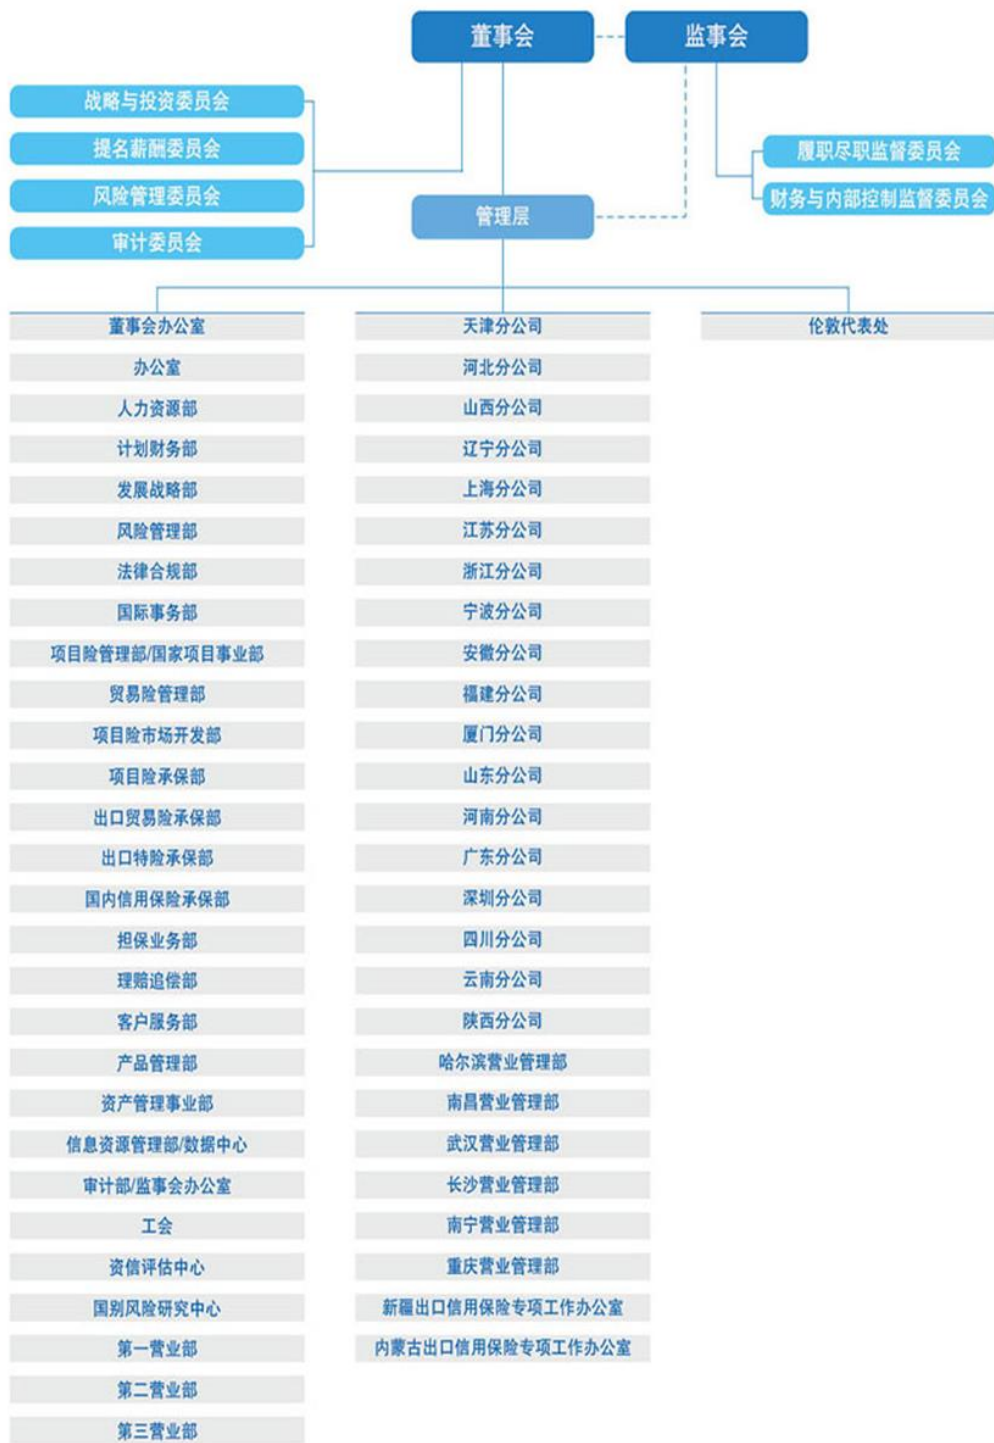 董事会
监事会
战略与投资委员会
提名薪酬委员会
风险管理委员会
审计委员会
履职尽职监督委员会
财务与内部控制监督委员会
管理层
董事会办公室
办公室
人力资源部
计划财务部
发展战略部
风险管理部
法律合规部
国际事务部
项目险管理部/国家项目事业部
贸易险管理部
项目险市场开发部
项目险承保部
出口贸易险承保部
出口特险承保部
国内信用保险承保部
担保业务部
理赔追偿部
客户服务部
产品管理部
资产管理事业部
信息资源管理部/数据中心
审计部/监事会办公室
工会
资信评估中心
国别风险研究中心
第一营业部
第二营业部
第三营业部
天津分公司
河北分公司
山西分公司
辽宁分公司
上海分公司
江苏分公司
浙江分公司
宁波分公司
安徽分公司
福建分公司
厦门分公司
山东分公司
河南分公司
广东分公司
深圳分公司
四川分公司
云南分公司
陕西分公司
哈尔滨营业管理部
南昌营业管理部
武汉营业管理部
长沙营业管理部
南宁营业管理部
重庆营业管理部
新疆出口信用保险专项工作办公室
内蒙古出口信用保险专项工作办公室
伦敦代表处